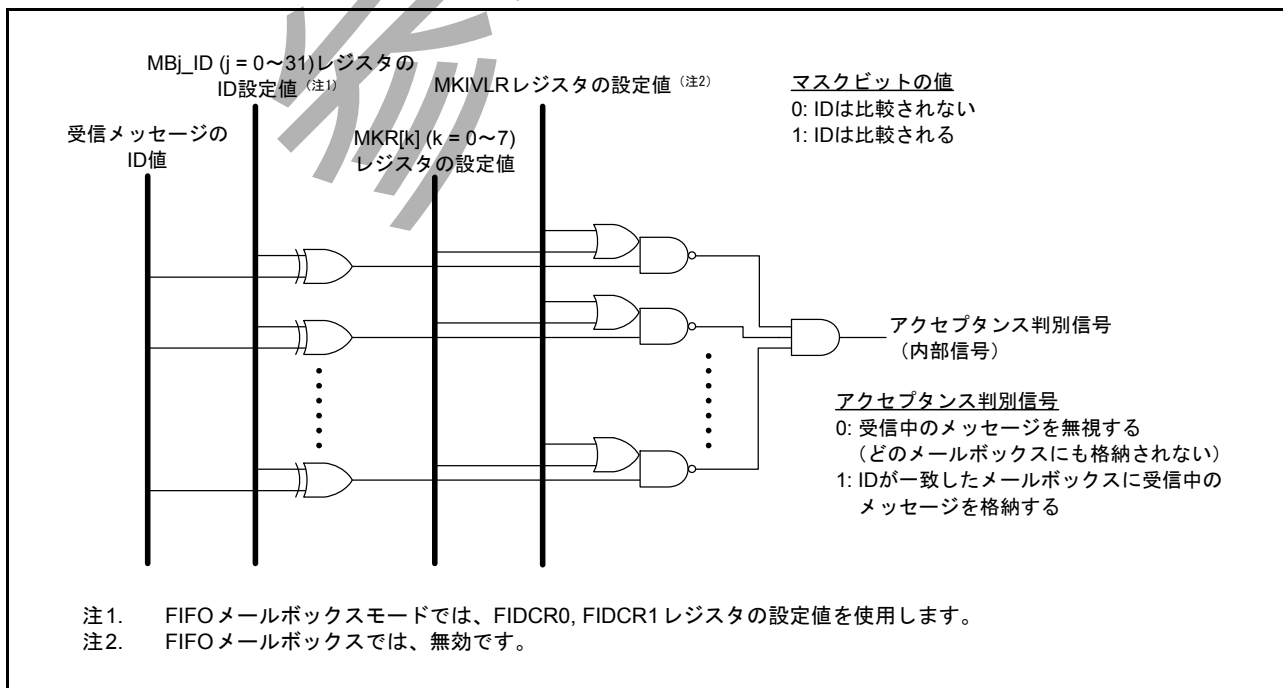 MBj_ID (j = 0～31)レジスタの
ID設定値（注1）
MKIVLRレジスタの設定値（注2）
マスクビットの値
0: IDは比較されない
1: IDは比較される
受信メッセージの
ID値
MKR[k] (k = 0～7)
レジスタの設定値
アクセプタンス判別信号
（内部信号）
アクセプタンス判別信号
0: 受信中のメッセージを無視する
（どのメールボックスにも格納されない）
1: IDが一致したメールボックスに受信中の
メッセージを格納する
注1. FIFOメールボックスモードでは、FIDCR0, FIDCR1レジスタの設定値を使用します。
注2. FIFOメールボックスでは、無効です。